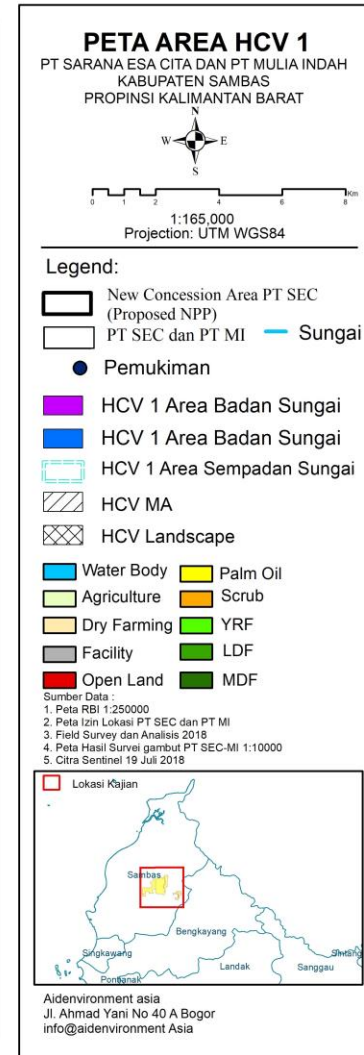 PETA AREA HCV 1
PT SARANA ESA CITA DAN PT MULIA INDAH
KABUPATEN SAMBAS
PROPINSI KALIMANTAN BARAT
N
W E
S
Km
0 1 2 4 6 8
1:165,000
Projection: UTM WGS84
Legend:
New Concession Area PT SEC
(Proposed NPP)
PT SEC dan PT MI Sungai
Pemukiman
HCV 1 Area Badan Sungai
HCV 1 Area Badan Sungai
HCV 1 Area Sempadan Sungai
HCV MA
HCV Landscape
Water Body Palm Oil
Agriculture Scrub
Dry Farming YRF
Facility LDF
Open Land MDF
Sumber Data :
1. Peta RBI 1:250000
2. Peta Izin Lokasi PT SEC dan PT MI
3. Field Survey dan Analisis 2018
4. Peta Hasil Survei gambut PT SEC-MI 1:10000
5. Citra Sentinel 19 Juli 2018
Lokasi Kajian
Sambas
Bengkayang
Singkawang
Landak
Sintang
Sanggau
Pontianak
Aidenvironment asia
Jl. Ahmad Yani No 40 A Bogor
info@aidenvironment Asia